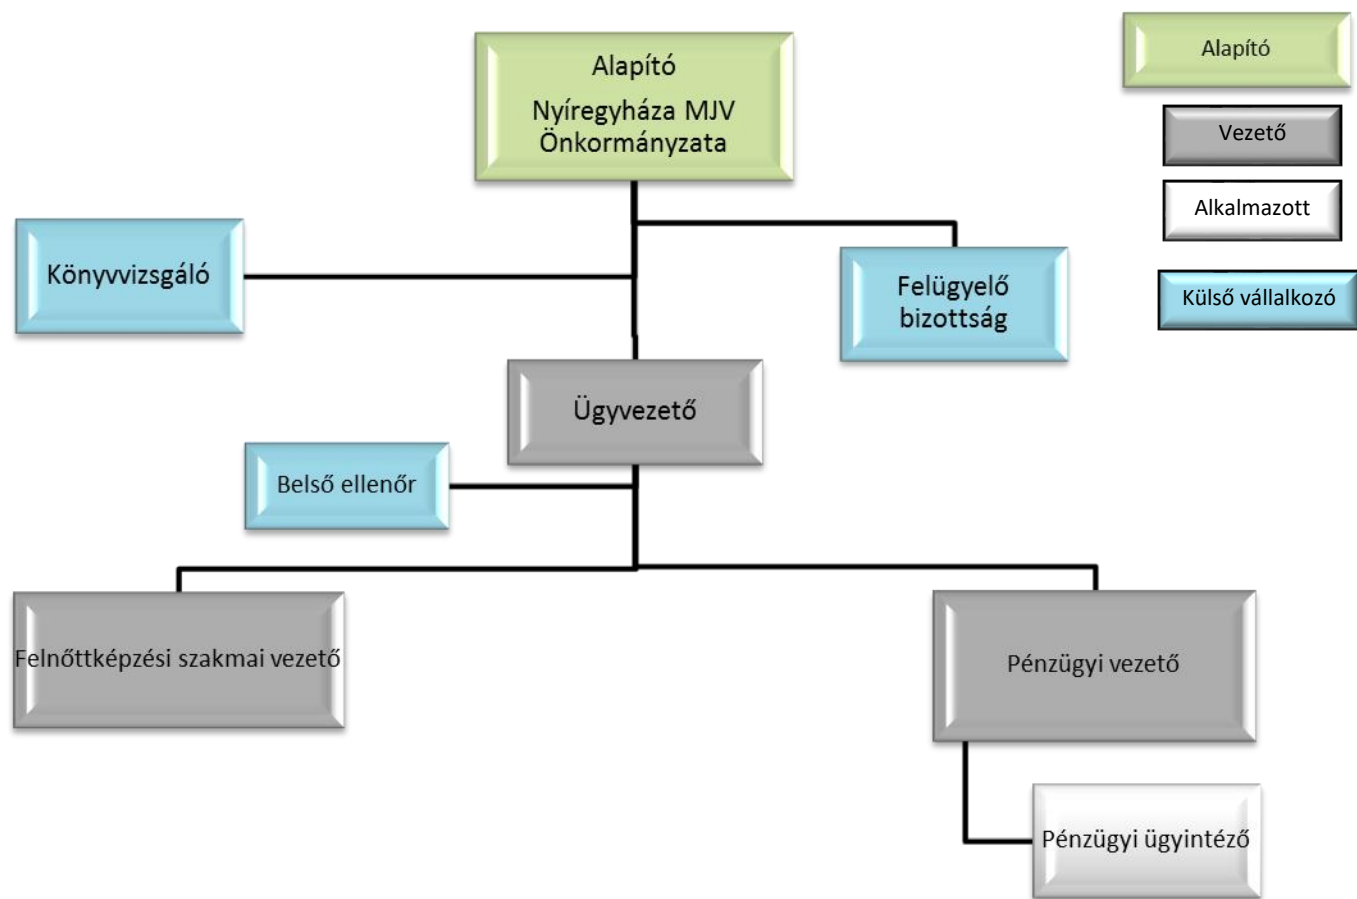 Alapító
Nyíregyháza MJV
Önkormányzata
Alapító
Vezető
Alkalmazott
Külső vállalkozó
Könyvvizsgáló
Felügyelő
bizottság
Ügyvezető
Belső ellenőr
Felnőttképzési szakmai vezető
Pénzügyi vezető
Pénzügyi ügyintéző